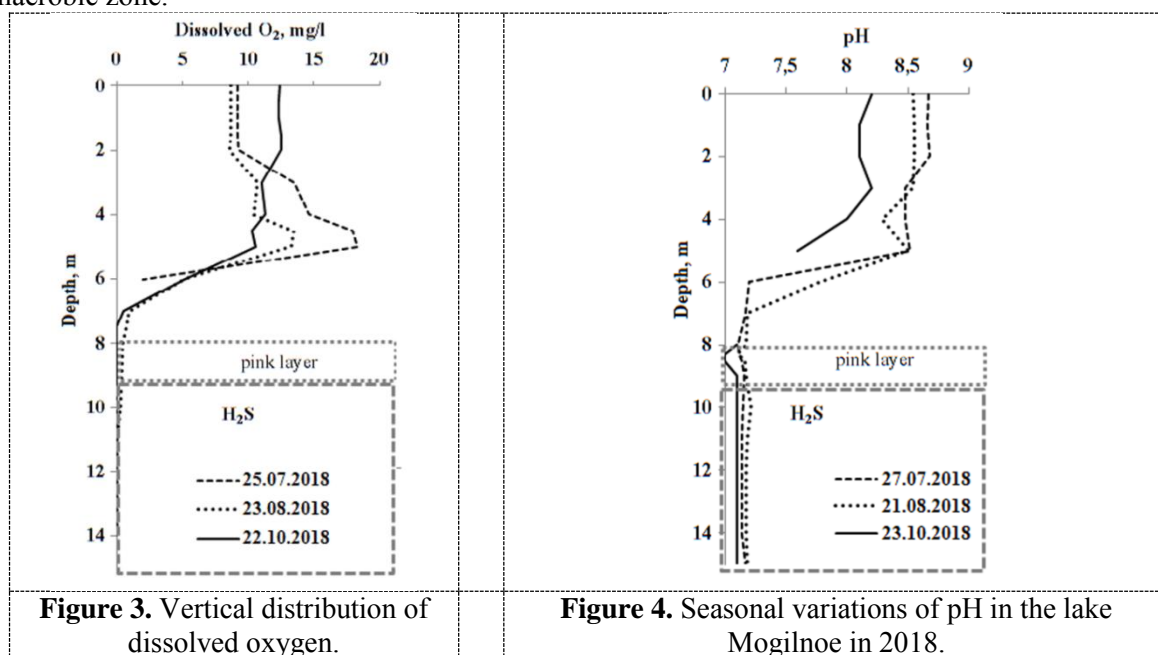 anaerobic zone.
Dissolved O₂, mg/l
0 5 10 15 20
0
2
4
6
8
10
12
14
Depth, m
pink layer
H₂S
25.07.2018
23.08.2018
22.10.2018
Figure 3. Vertical distribution of
dissolved oxygen.
pH
7 7,5 8 8,5 9
0
2
4
6
8
10
12
14
Depth, m
pink layer
H₂S
27.07.2018
21.08.2018
23.10.2018
Figure 4. Seasonal variations of pH in the lake
Mogilnoe in 2018.